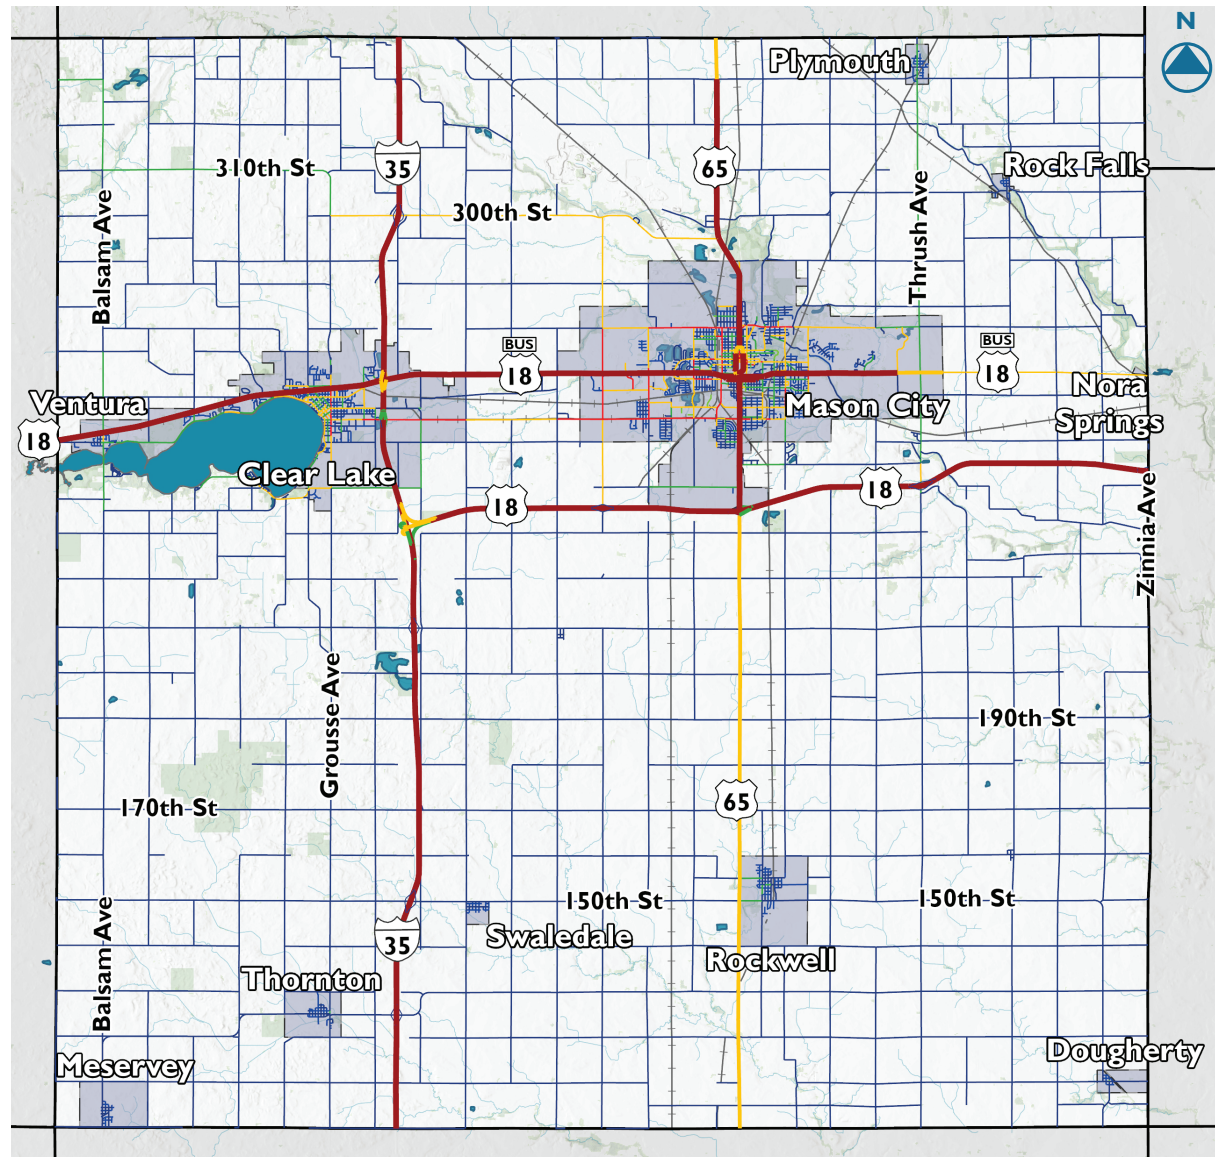 N
Plymouth
Rock Falls
310th St
35
65
300th St
Balsam Ave
Thrush Ave
BUS
18
BUS
18
Ventura
Nora
Springs
Mason City
18
Clear Lake
18
18
Zinnia Ave
Grousse Ave
190th St
170th St
65
150th St
150th St
Balsam Ave
35
Swaledale
Rockwell
Thornton
Meservey
Dougherty